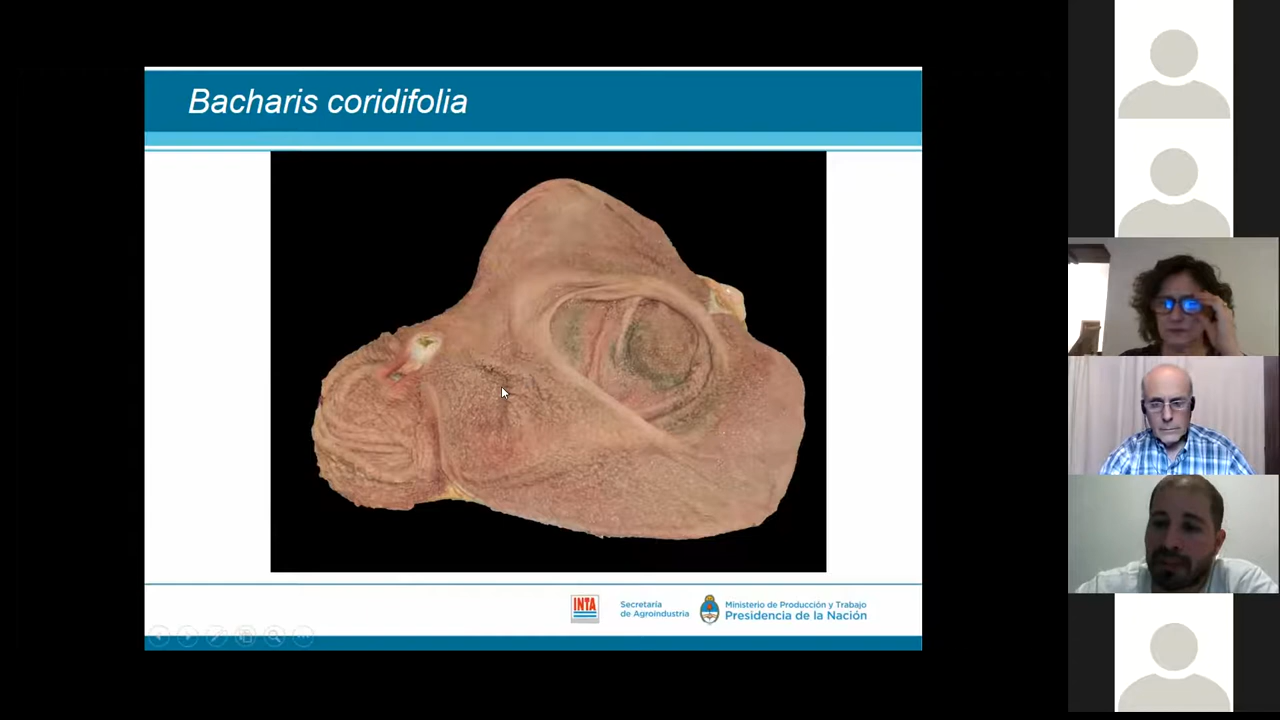 Bacharis coridifolia
INTA
Secretaría
de Agroindustria
Ministerio de Producción y Trabajo
Presidencia de la Nación